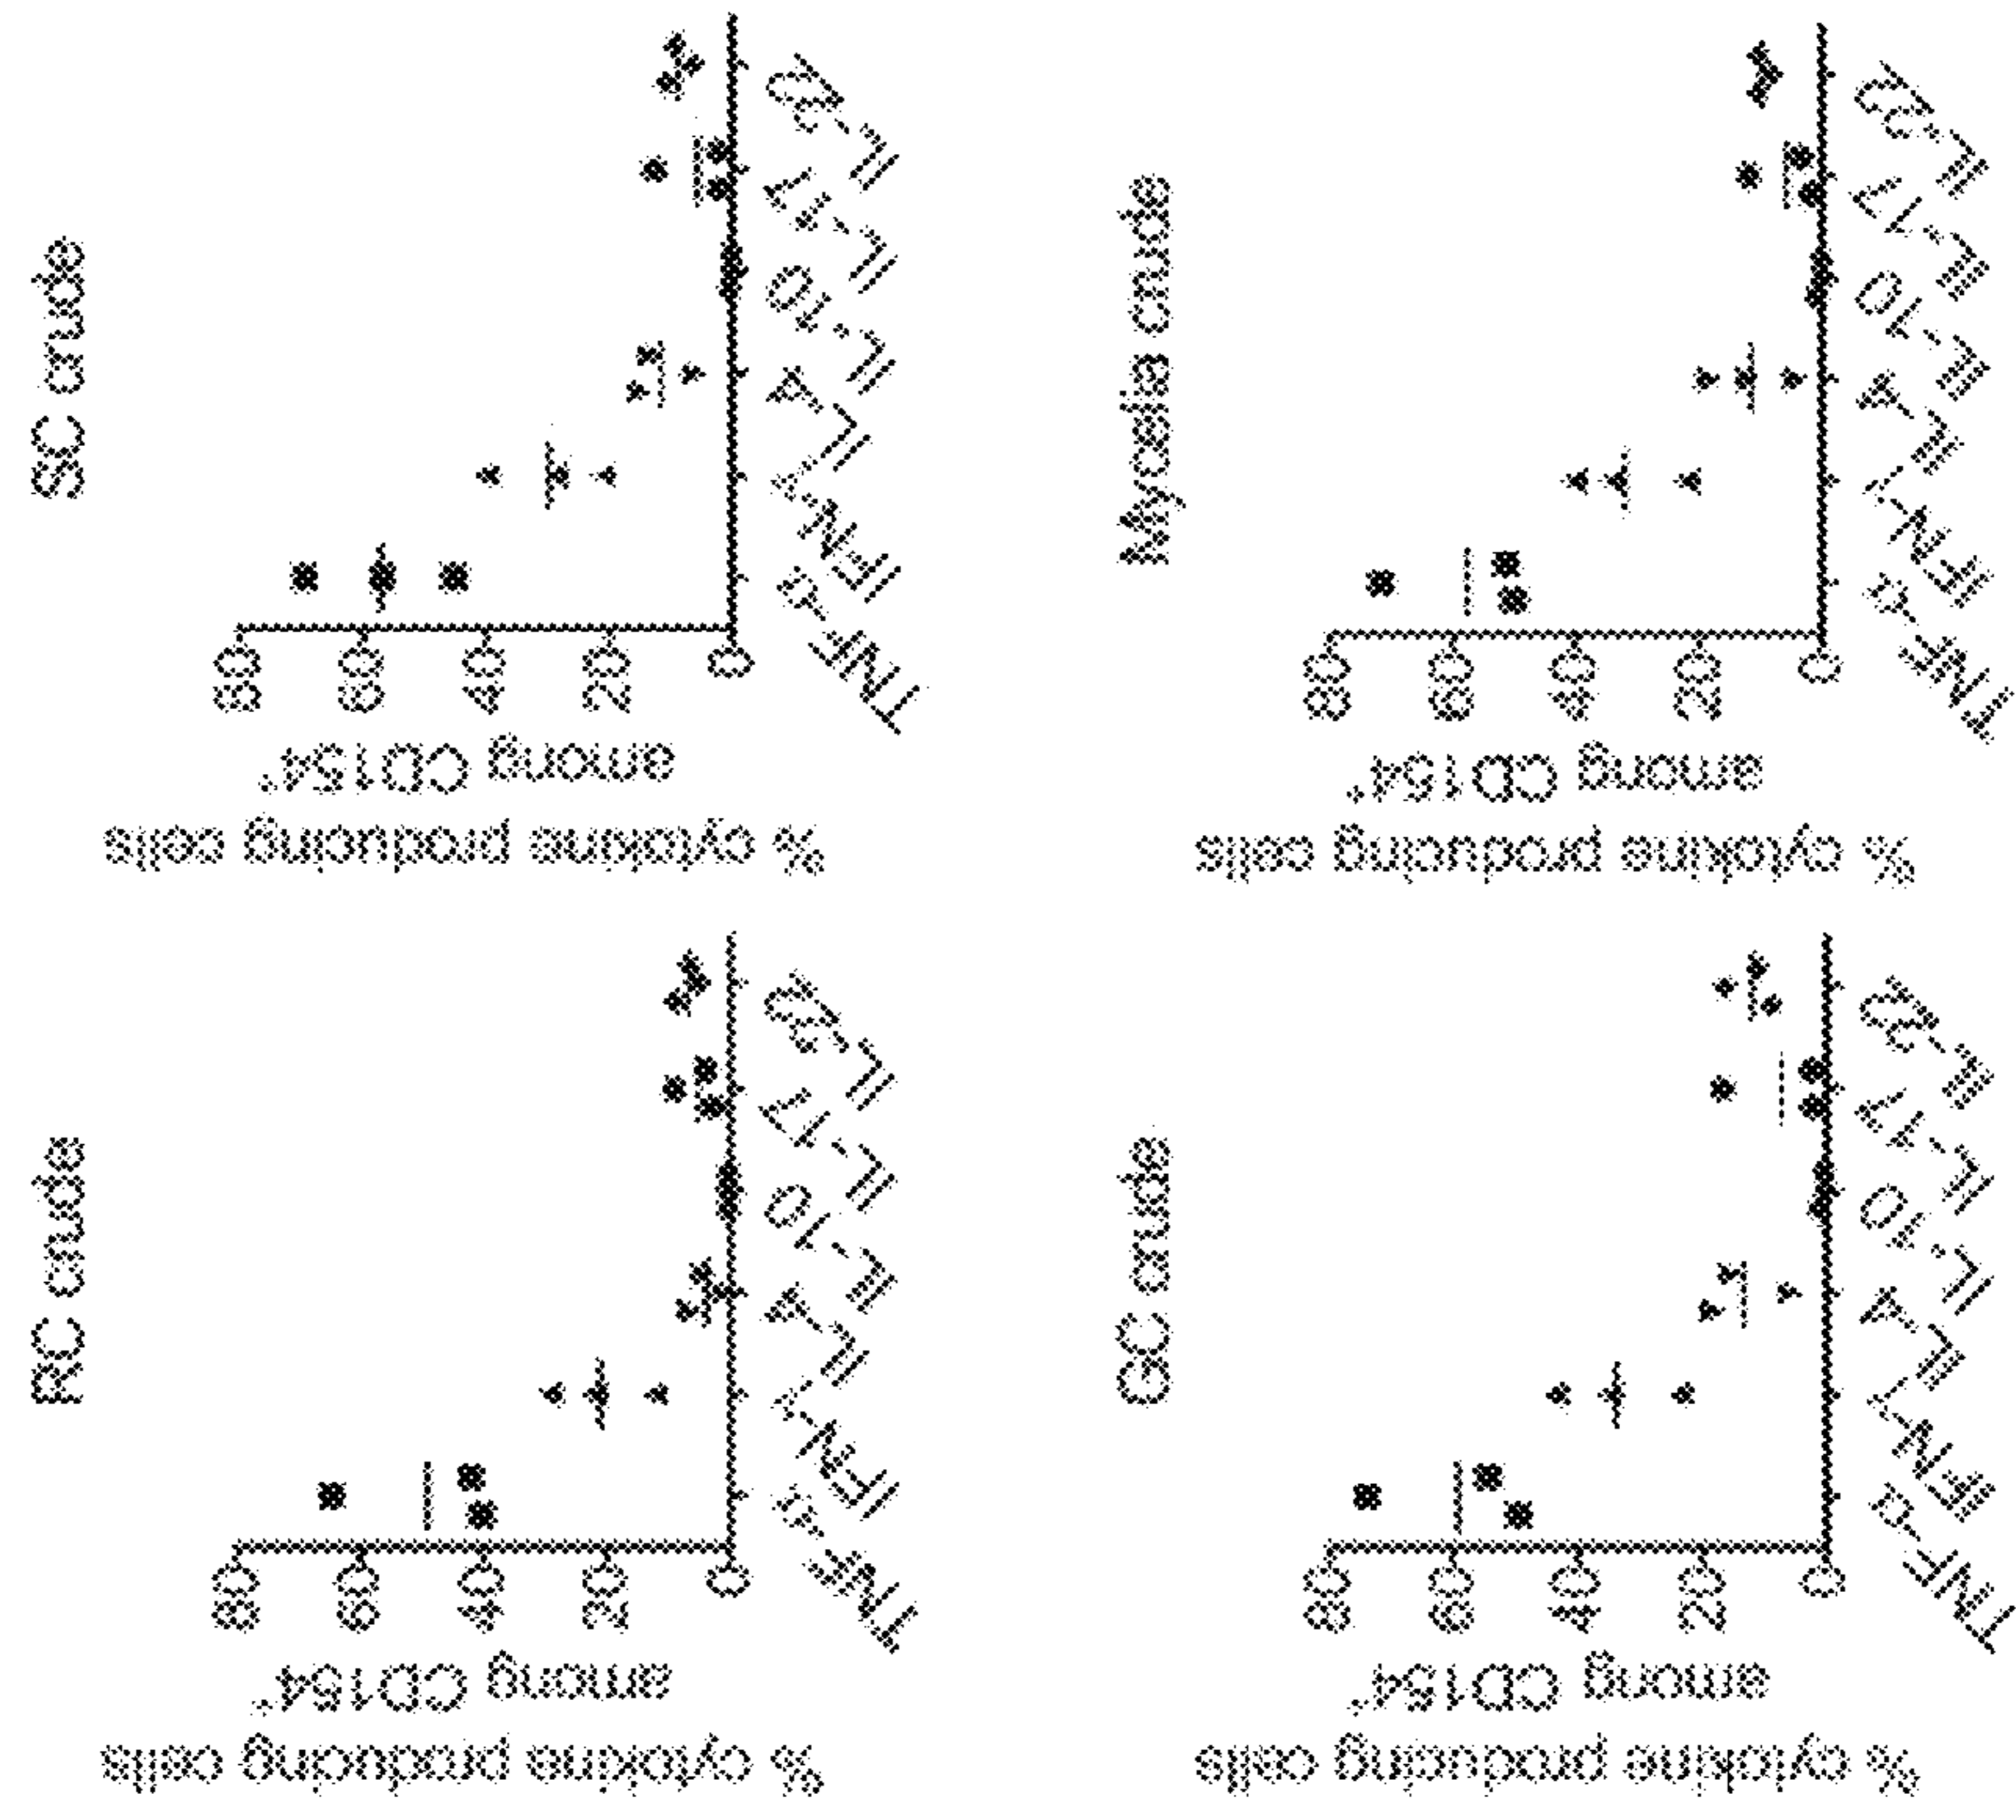 RC crude
% cytokine producing cells
among CD154⁺
80
60
40
20
0
TNF-α
IFN-γ
IL-4
IL-10
IL-17
IL-22
SC crude
% cytokine producing cells
among CD154⁺
80
60
40
20
0
TNF-α
IFN-γ
IL-4
IL-10
IL-17
IL-22
GC crude
% cytokine producing cells
among CD154⁺
80
60
40
20
0
TNF-α
IFN-γ
IL-4
IL-10
IL-17
IL-22
Mycelia crude
% cytokine producing cells
among CD154⁺
80
60
40
20
0
TNF-α
IFN-γ
IL-4
IL-10
IL-17
IL-22